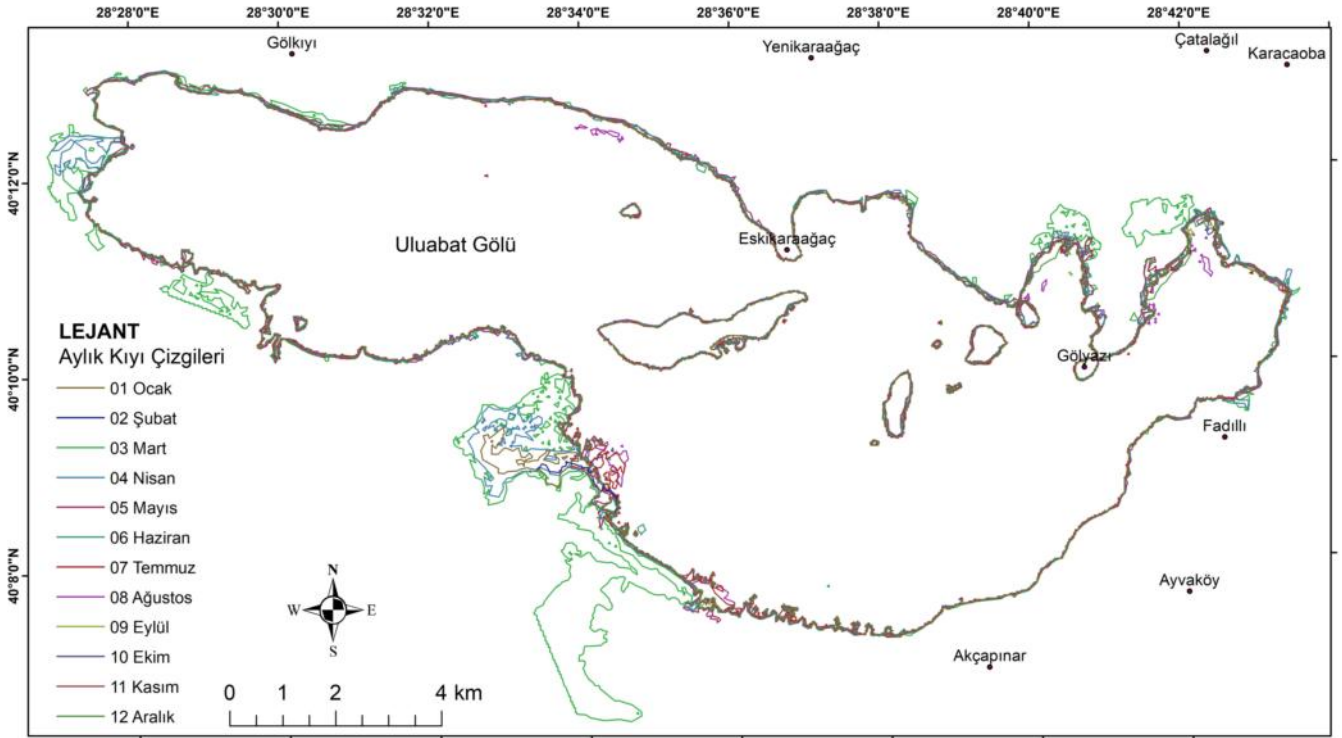 28°28'0"E 28°30'0"E 28°32'0"E 28°34'0"E 28°36'0"E 28°38'0"E 28°40'0"E 28°42'0"E
Gölkıyı
Yenikaraağaç
Çatalağıl
Karacaoba
40°12'0"N
Uluabat Gölü
Eskikaraağaç
40°10'0"N
Gölyazı
Fadıllı
40°8'0"N
Ayvaköy
Akçapınar
LEJANT
Aylık Kıyı Çizgileri
01 Ocak
02 Şubat
03 Mart
04 Nisan
05 Mayıs
06 Haziran
07 Temmuz
08 Ağustos
09 Eylül
10 Ekim
11 Kasım
12 Aralık
N
W E
S
0 1 2 4 km